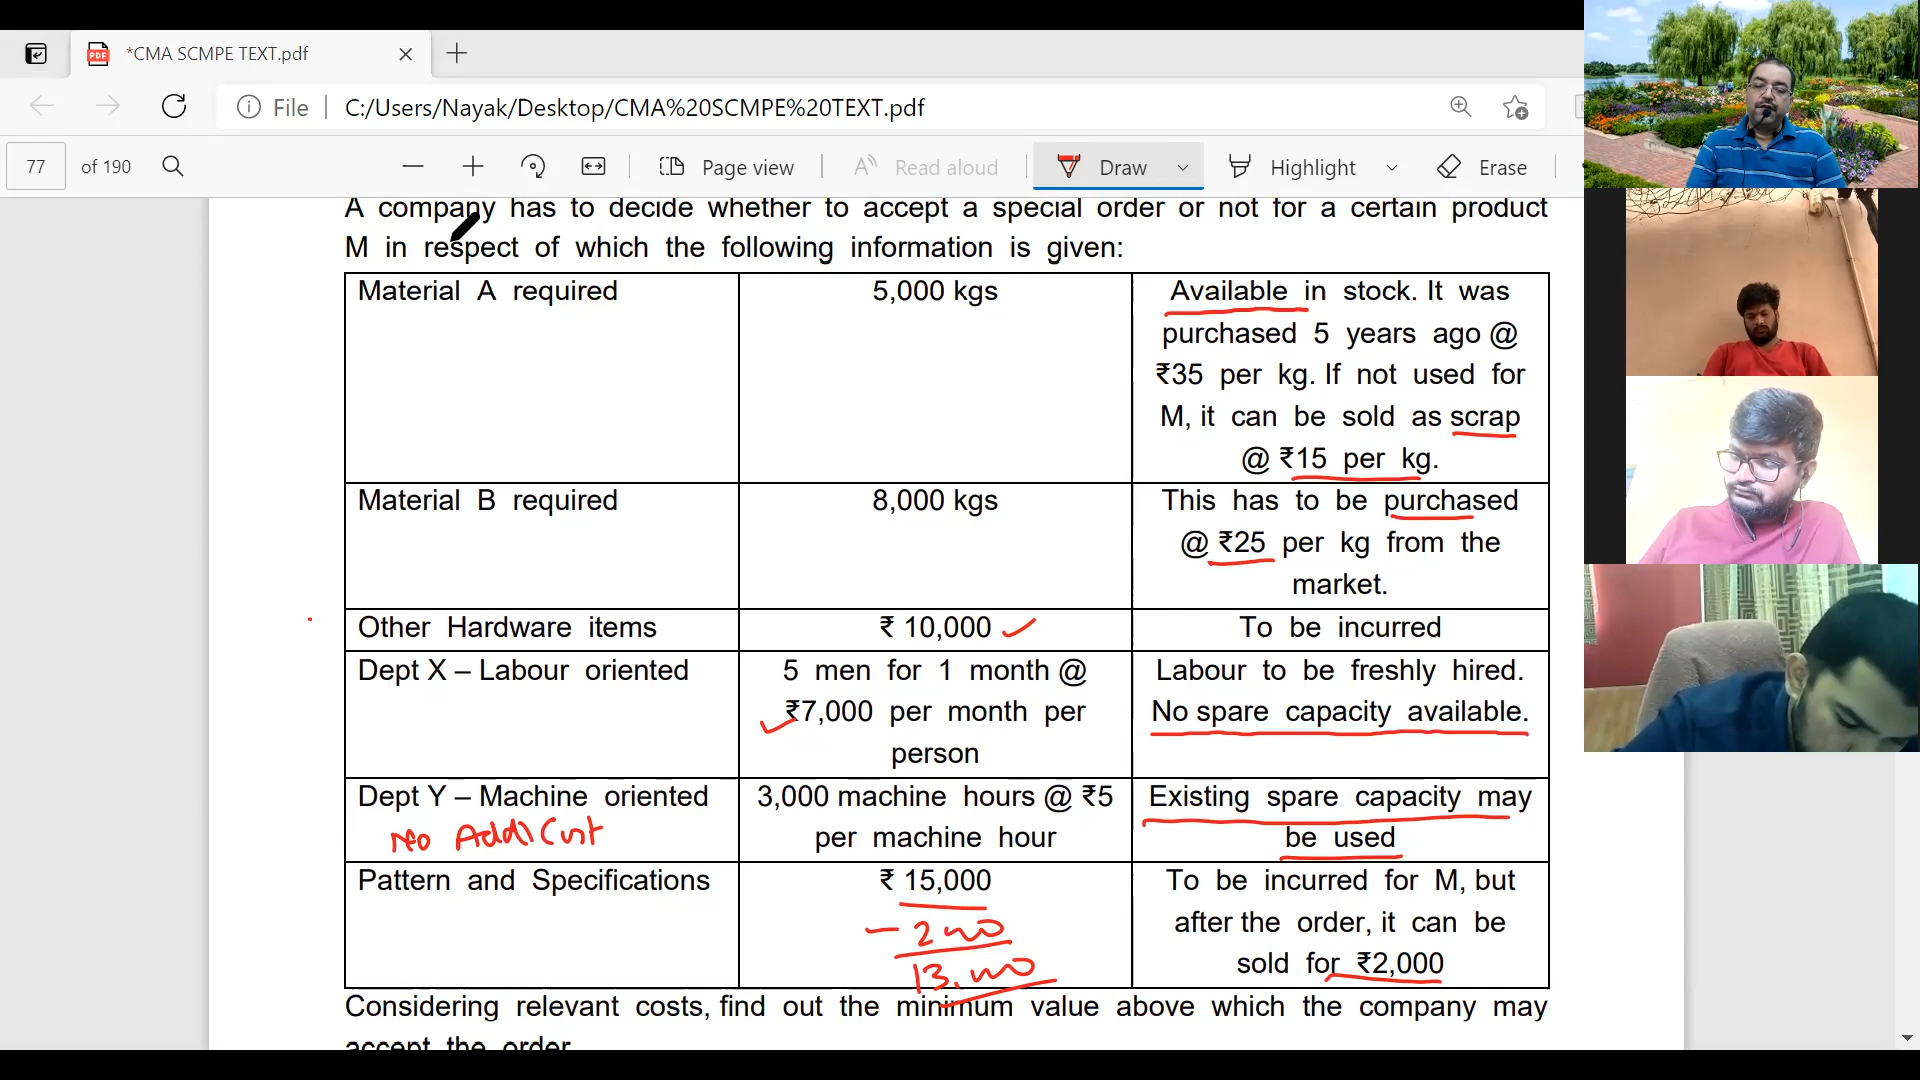 *CMA SCMPE TEXT.pdf
File
C:/Users/Nayak/Desktop/CMA%20SCMPE%20TEXT.pdf
77 of 190
Page view
Read aloud
Draw
Highlight
Erase
A company has to decide whether to accept a special order or not for a certain product
M in respect of which the following information is given:
Material A required
5,000 kgs
Available in stock. It was
purchased 5 years ago @
₹35 per kg. If not used for
M, it can be sold as scrap
@ ₹15 per kg.
Material B required
8,000 kgs
This has to be purchased
@ ₹25 per kg from the
market.
Other Hardware items
₹ 10,000
To be incurred
Dept X – Labour oriented
5 men for 1 month @
₹7,000 per month per
person
Labour to be freshly hired.
No spare capacity available.
Dept Y – Machine oriented
No Addl Cost
3,000 machine hours @ ₹5
per machine hour
Existing spare capacity may
be used
Pattern and Specifications
₹ 15,000
To be incurred for M, but
after the order, it can be
sold for ₹2,000
Considering relevant costs, find out the minimum value above which the company may
accept the order